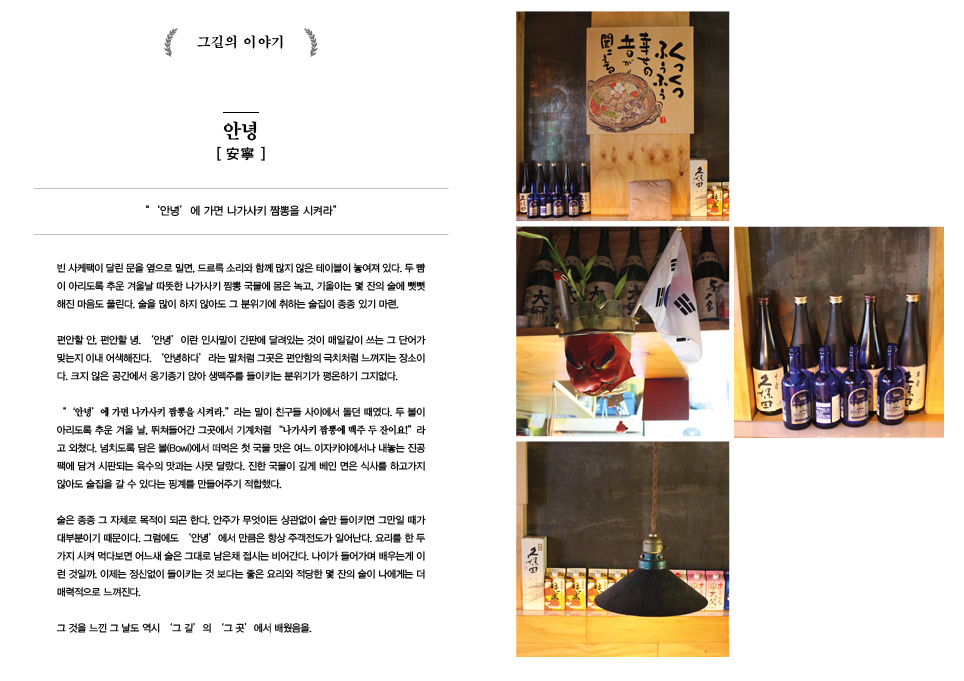 그길의 이야기
안녕
[ 安寧 ]
“ ‘안녕’ 에 가면 나가사키 짬뽕을 시켜라”
빈 사케팩이 달린 문을 옆으로 밀면, 드르륵 소리와 함께 많지 않은 테이블이 놓여져 있다. 두 뺨
이 아리도록 추운 겨울날 따뜻한 나가사키 짬뽕 국물에 몸은 녹고, 기울이는 몇 잔의 술에 뻣뻣
해진 마음도 풀린다. 술을 많이 하지 않아도 그 분위기에 취하는 술집이 종종 있기 마련.
편안할 안, 편안할 녕. ‘안녕’ 이란 인사말이 간판에 달려있는 것이 매일같이 쓰는 그 단어가
맞는지 이내 어색해진다. ‘안녕하다’ 라는 말처럼 그곳은 편안함의 극치처럼 느껴지는 장소이
다. 크지 않은 공간에서 옹기종기 앉아 생맥주를 들이키는 분위기가 평온하기 그지없다.
“ ‘안녕’ 에 가면 나가사키 짬뽕을 시켜라.” 라는 말이 친구들 사이에서 돌던 때였다. 두 볼이
아리도록 추운 겨울 날, 뛰쳐들어간 그곳에서 기계처럼 “나가사키 짬뽕에 맥주 두 잔이요!” 라
고 외쳤다. 넘치도록 담은 볼(Bowl)에서 떠먹은 첫 국물 맛은 여느 이자카야에서나 내놓는 진공
팩에 담겨 시판되는 육수의 맛과는 사뭇 달랐다. 진한 국물이 깊게 베인 면은 식사를 하고가지
않아도 술집을 갈 수 있다는 핑계를 만들어주기 적합했다.
술은 종종 그 자체로 목적이 되곤 한다. 안주가 무엇이든 상관없이 술만 들이키면 그만일 때가
대부분이기 때문이다. 그럼에도 ‘안녕’ 에서 만큼은 항상 주객전도가 일어난다. 요리를 한 두
가지 시켜 먹다보면 어느새 술은 그대로 남은채 접시는 비어간다. 나이가 들어가며 배우는게 이
런 것일까. 이제는 정신없이 들이키는 것 보다는 좋은 요리와 적당한 몇 잔의 술이 나에게는 더
매력적으로 느껴진다.
그 것을 느낀 그 날도 역시 ‘그 길’ 의 ‘그 곳’ 에서 배웠음을.
くつくつ
ふぅふぅ
幸せの
音が
聞こえる
久保田
久保田
久保田
久保田